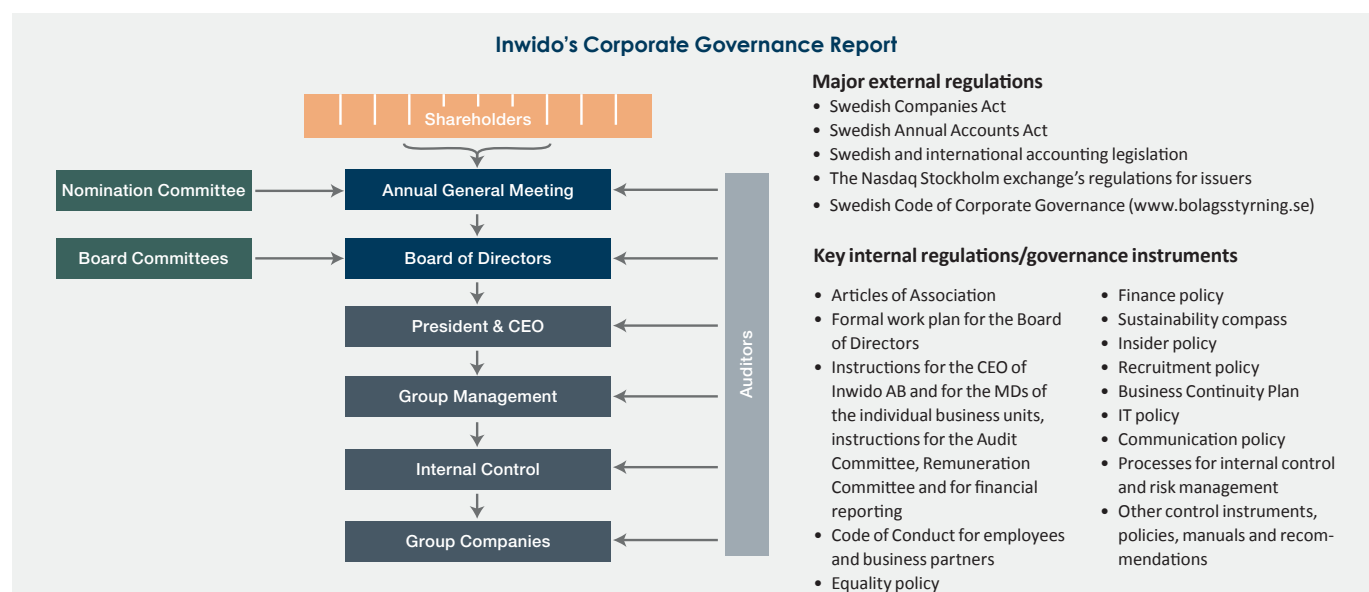 Inwido’s Corporate Governance Report
Shareholders
Nomination Committee
Annual General Meeting
Board Committees
Board of Directors
President & CEO
Group Management
Internal Control
Group Companies
Auditors
Major external regulations
• Swedish Companies Act
• Swedish Annual Accounts Act
• Swedish and international accounting legislation
• The Nasdaq Stockholm exchange’s regulations for issuers
• Swedish Code of Corporate Governance (www.bolagsstyrning.se)
Key internal regulations/governance instruments
• Articles of Association
• Formal work plan for the Board
of Directors
• Instructions for the CEO of
Inwido AB and for the MDs of
the individual business units,
instructions for the Audit
Committee, Remuneration
Committee and for financial
reporting
• Code of Conduct for employees
and business partners
• Equality policy
• Finance policy
• Sustainability compass
• Insider policy
• Recruitment policy
• Business Continuity Plan
• IT policy
• Communication policy
• Processes for internal control
and risk management
• Other control instruments,
policies, manuals and recom-
mendations